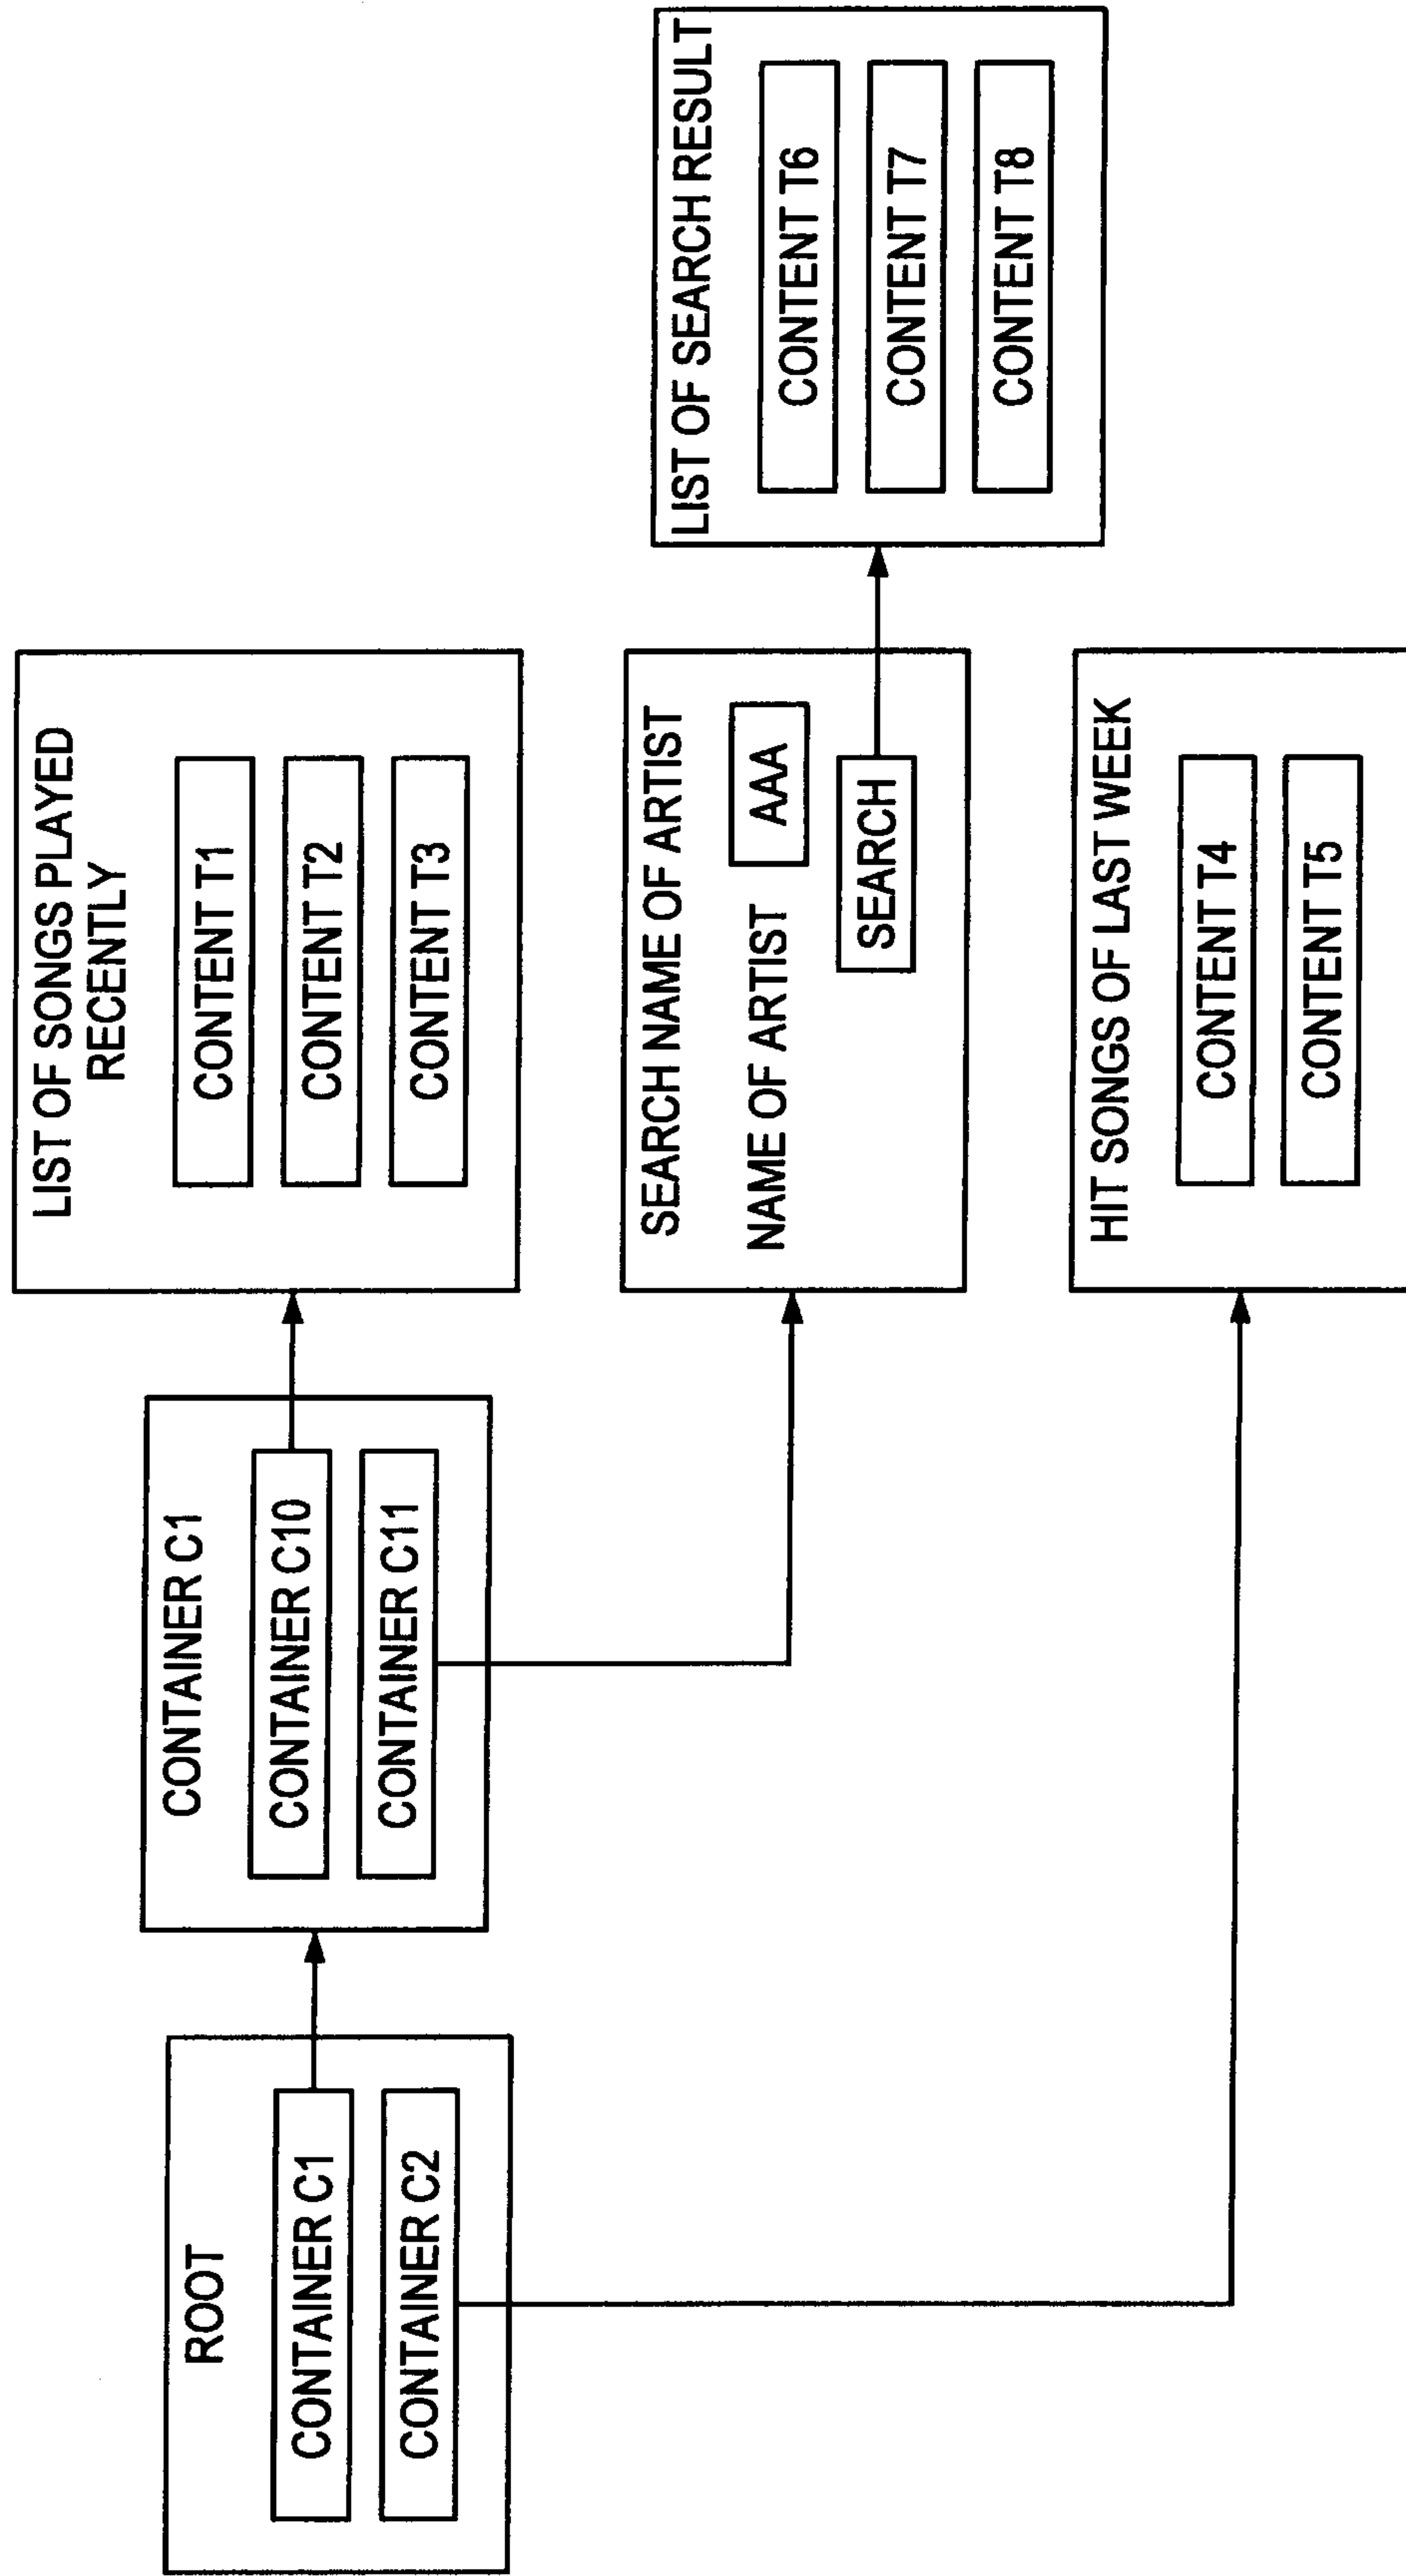 ROOT
CONTAINER C1
CONTAINER C2
CONTAINER C1
CONTAINER C10
CONTAINER C11
LIST OF SONGS PLAYED
RECENTLY
CONTENT T1
CONTENT T2
CONTENT T3
SEARCH NAME OF ARTIST
NAME OF ARTIST AAA
SEARCH
HIT SONGS OF LAST WEEK
CONTENT T4
CONTENT T5
LIST OF SEARCH RESULT
CONTENT T6
CONTENT T7
CONTENT T8